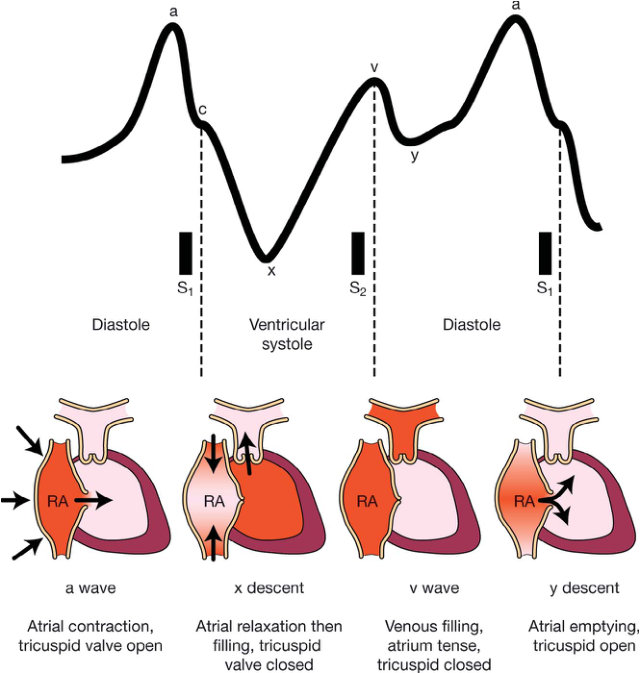 a
a
v
c
y
x
S1
S2
S1
Diastole
Ventricular
systole
Diastole
RA
RA
RA
RA
a wave
x descent
v wave
y descent
Atrial contraction,
tricuspid valve open
Atrial relaxation then
filling, tricuspid
valve closed
Venous filling,
atrium tense,
tricuspid closed
Atrial emptying,
tricuspid open